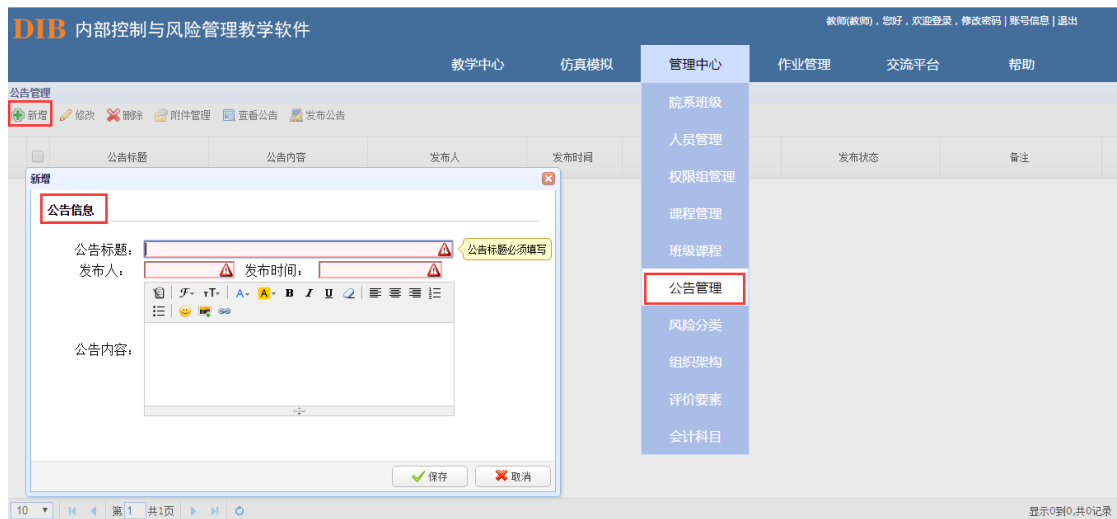 DIB 内部控制与风险管理教学软件
教师(教师)，您好，欢迎登录，修改密码 | 账号信息 | 退出
教学中心 仿真模拟 管理中心 作业管理 交流平台 帮助
公告管理
新增 修改 删除 附件管理 查看公告 发布公告
公告标题 公告内容 发布人 发布时间 发布状态 备注
院系班级
人员管理
权限组管理
课程管理
班级课程
公告管理
风险分类
组织架构
评价要素
会计科目
新增
公告信息
公告标题： 公告标题必须填写
发布人： 发布时间：
公告内容：
保存 取消
10 第 1 共1页 显示0到0,共0记录